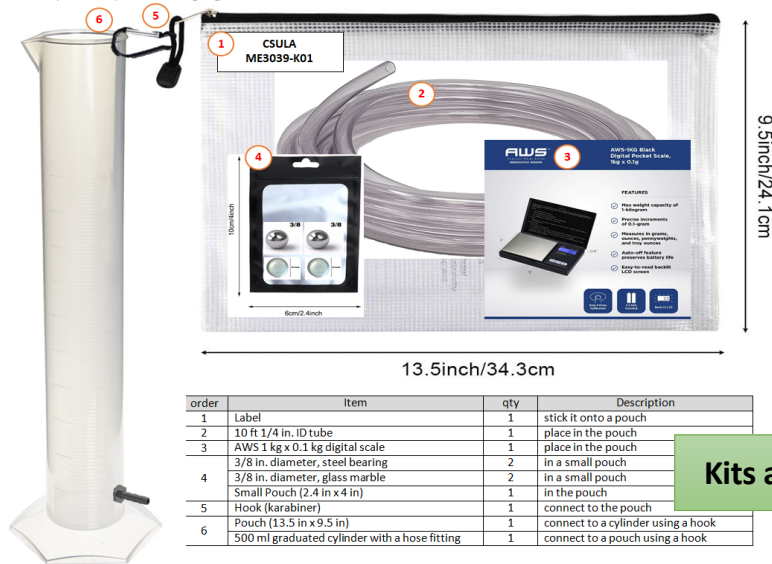 6
5
1
CSULA
ME3039-K01
2
3
AWS
AWS-1KG Black
Digital Pocket Scale,
1kg x 0.1g
FEATURES
Max weight capacity of
1-kilogram
Precise increments
of 0.1-gram
Measures in grams,
ounces, pennyweights,
and troy ounces
Auto-off feature
preserves battery life
Easy-to-read backlit
LCD screen
4
3/8 3/8
10cm/4inch
6cm/2.4inch
9.5inch/24.1cm
13.5inch/34.3cm
order Item qty Description
1 Label 1 stick it onto a pouch
2 10 ft 1/4 in. ID tube 1 place in the pouch
3 AWS 1 kg x 0.1 kg digital scale 1 place in the pouch
4 3/8 in. diameter, steel bearing 2 in a small pouch
3/8 in. diameter, glass marble 2 in a small pouch
Small Pouch (2.4 in x 4 in) 1 in the pouch
5 Hook (karabiner) 1 connect to the pouch
6 Pouch (13.5 in x 9.5 in) 1 connect to a cylinder using a hook
500 ml graduated cylinder with a hose fitting 1 connect to a pouch using a hook
Kits a